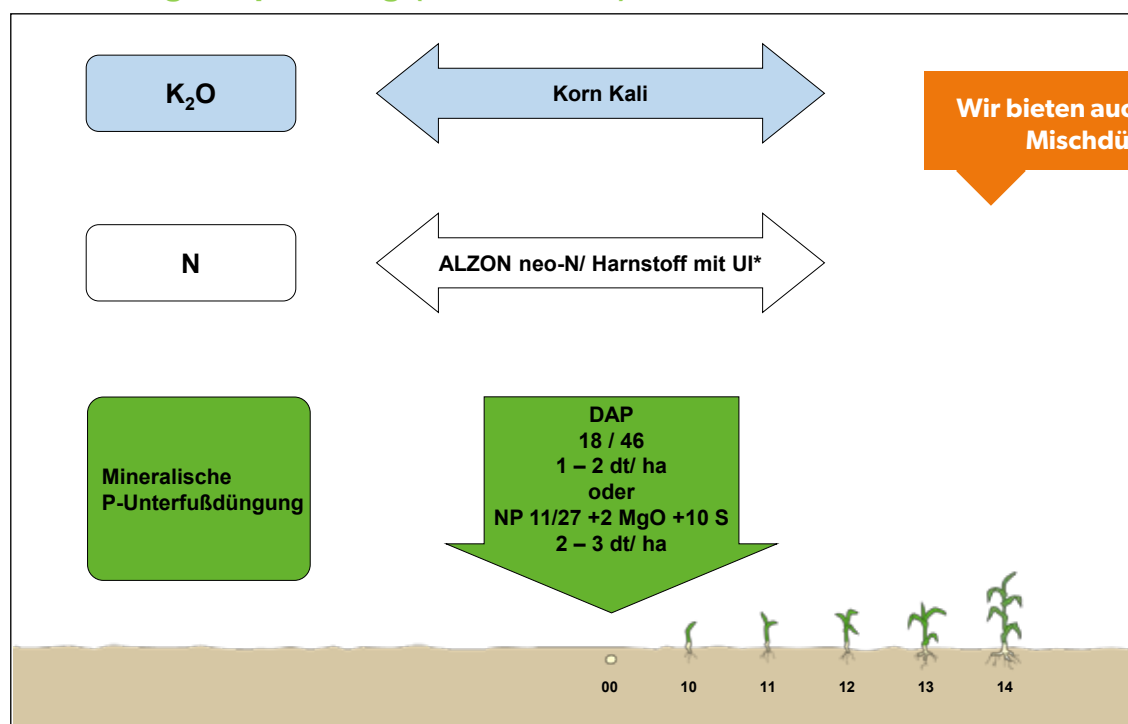 K₂O
Korn Kali
Wir bieten auc
Mischdü
N
ALZON neo-N/ Harnstoff mit UI*
Mineralische
P-Unterfußdüngung
DAP
18 / 46
1 – 2 dt/ ha
oder
NP 11/27 +2 MgO +10 S
2 – 3 dt/ ha
00 10 11 12 13 14